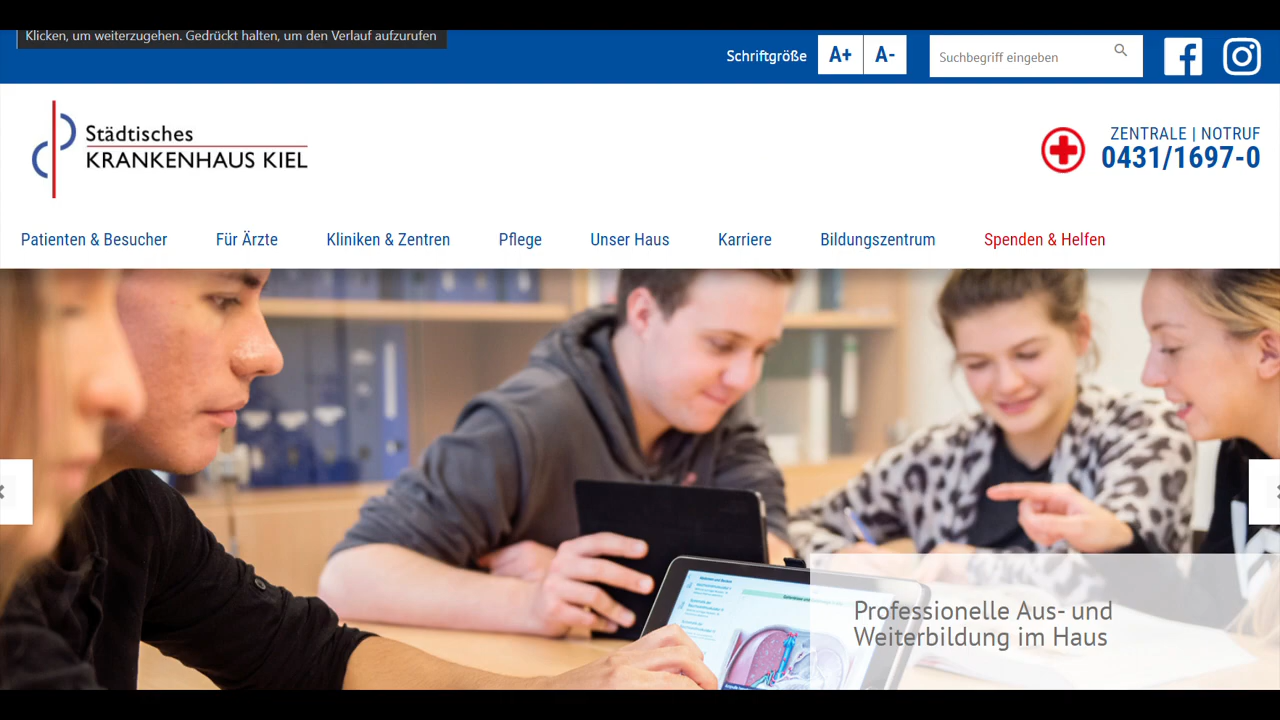 Klicken, um weiterzugehen. Gedrückt halten, um den Verlauf aufzurufen
Schriftgröße A+ A- Suchbegriff eingeben
Städtisches
KRANKENHAUS KIEL
ZENTRALE | NOTRUF
0431/1697-0
Patienten & Besucher Für Ärzte Kliniken & Zentren Pflege Unser Haus Karriere Bildungszentrum Spenden & Helfen
Professionelle Aus- und
Weiterbildung im Haus